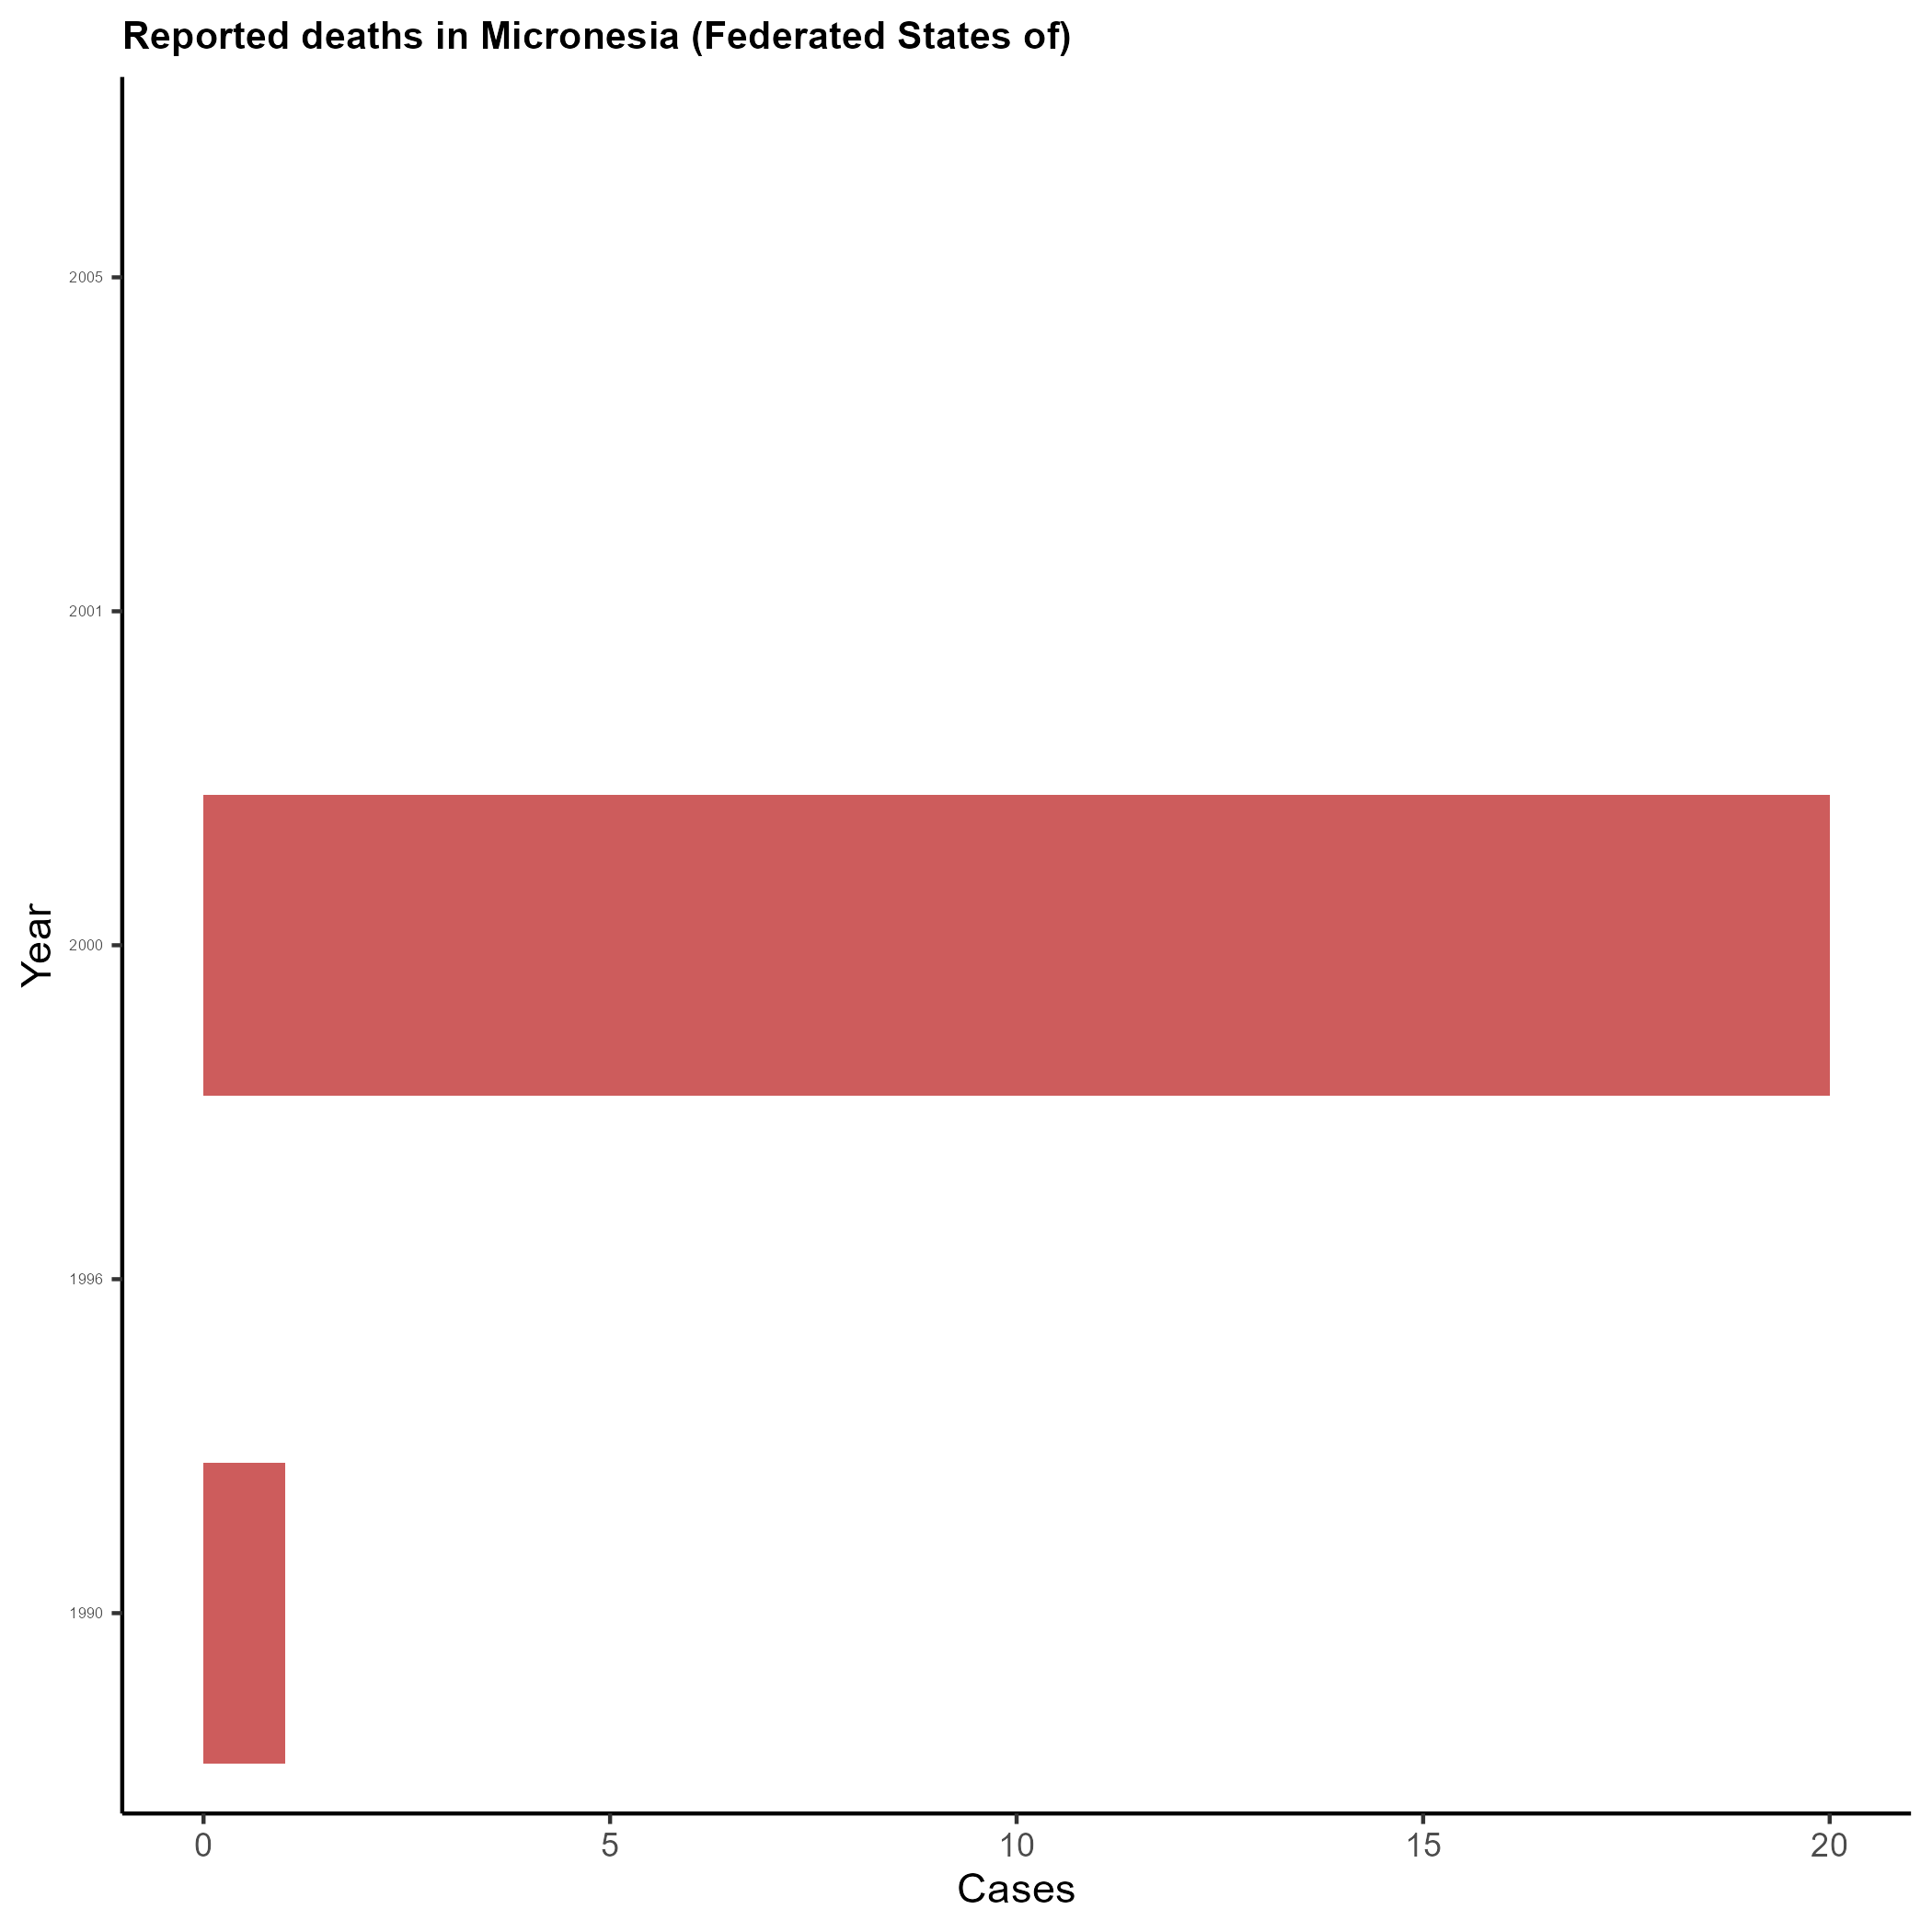 Reported deaths in Micronesia (Federated States of)
2005
2001
2000
1996
1990
Year
0 5 10 15 20
Cases